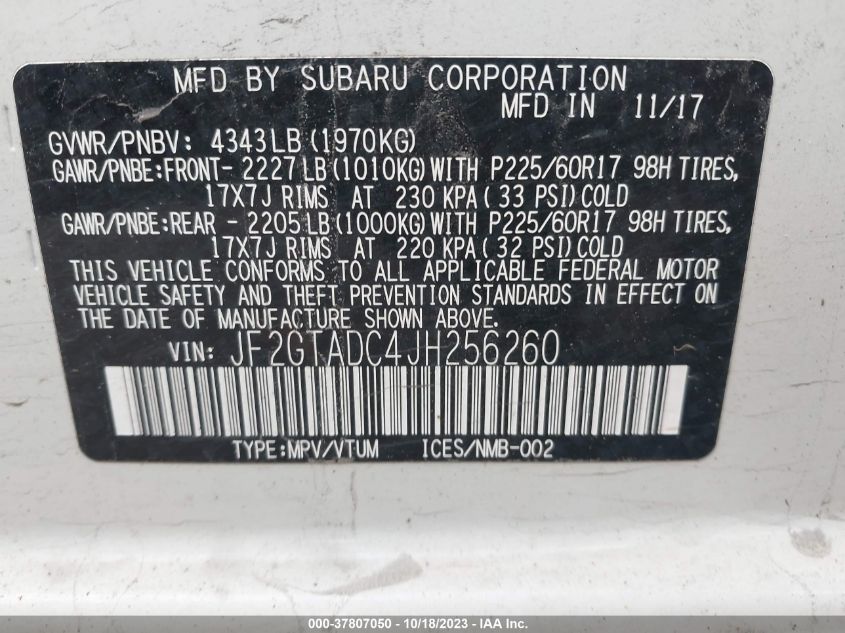 MFD BY SUBARU CORPORATION
MFD IN 11/17
GVWR/PNBV: 4343LB (1970KG)
GAWR/PNBE:FRONT- 2227LB (1010KG) WITH P225/60R17 98H TIRES,
17X7J RIMS AT 230 KPA ( 33 PSI) COLD
GAWR/PNBE:REAR - 2205LB (1000KG) WITH P225/60R17 98H TIRES,
17X7J RIMS AT 220 KPA ( 32 PSI) COLD
THIS VEHICLE CONFORMS TO ALL APPLICABLE FEDERAL MOTOR
VEHICLE SAFETY AND THEFT PREVENTION STANDARDS IN EFFECT ON
THE DATE OF MANUFACTURE SHOWN ABOVE.
VIN: JF2GTADC4JH256260
TYPE:MPV/VTUM ICES/NMB-002
000-37807050 - 10/18/2023 - IAA Inc.